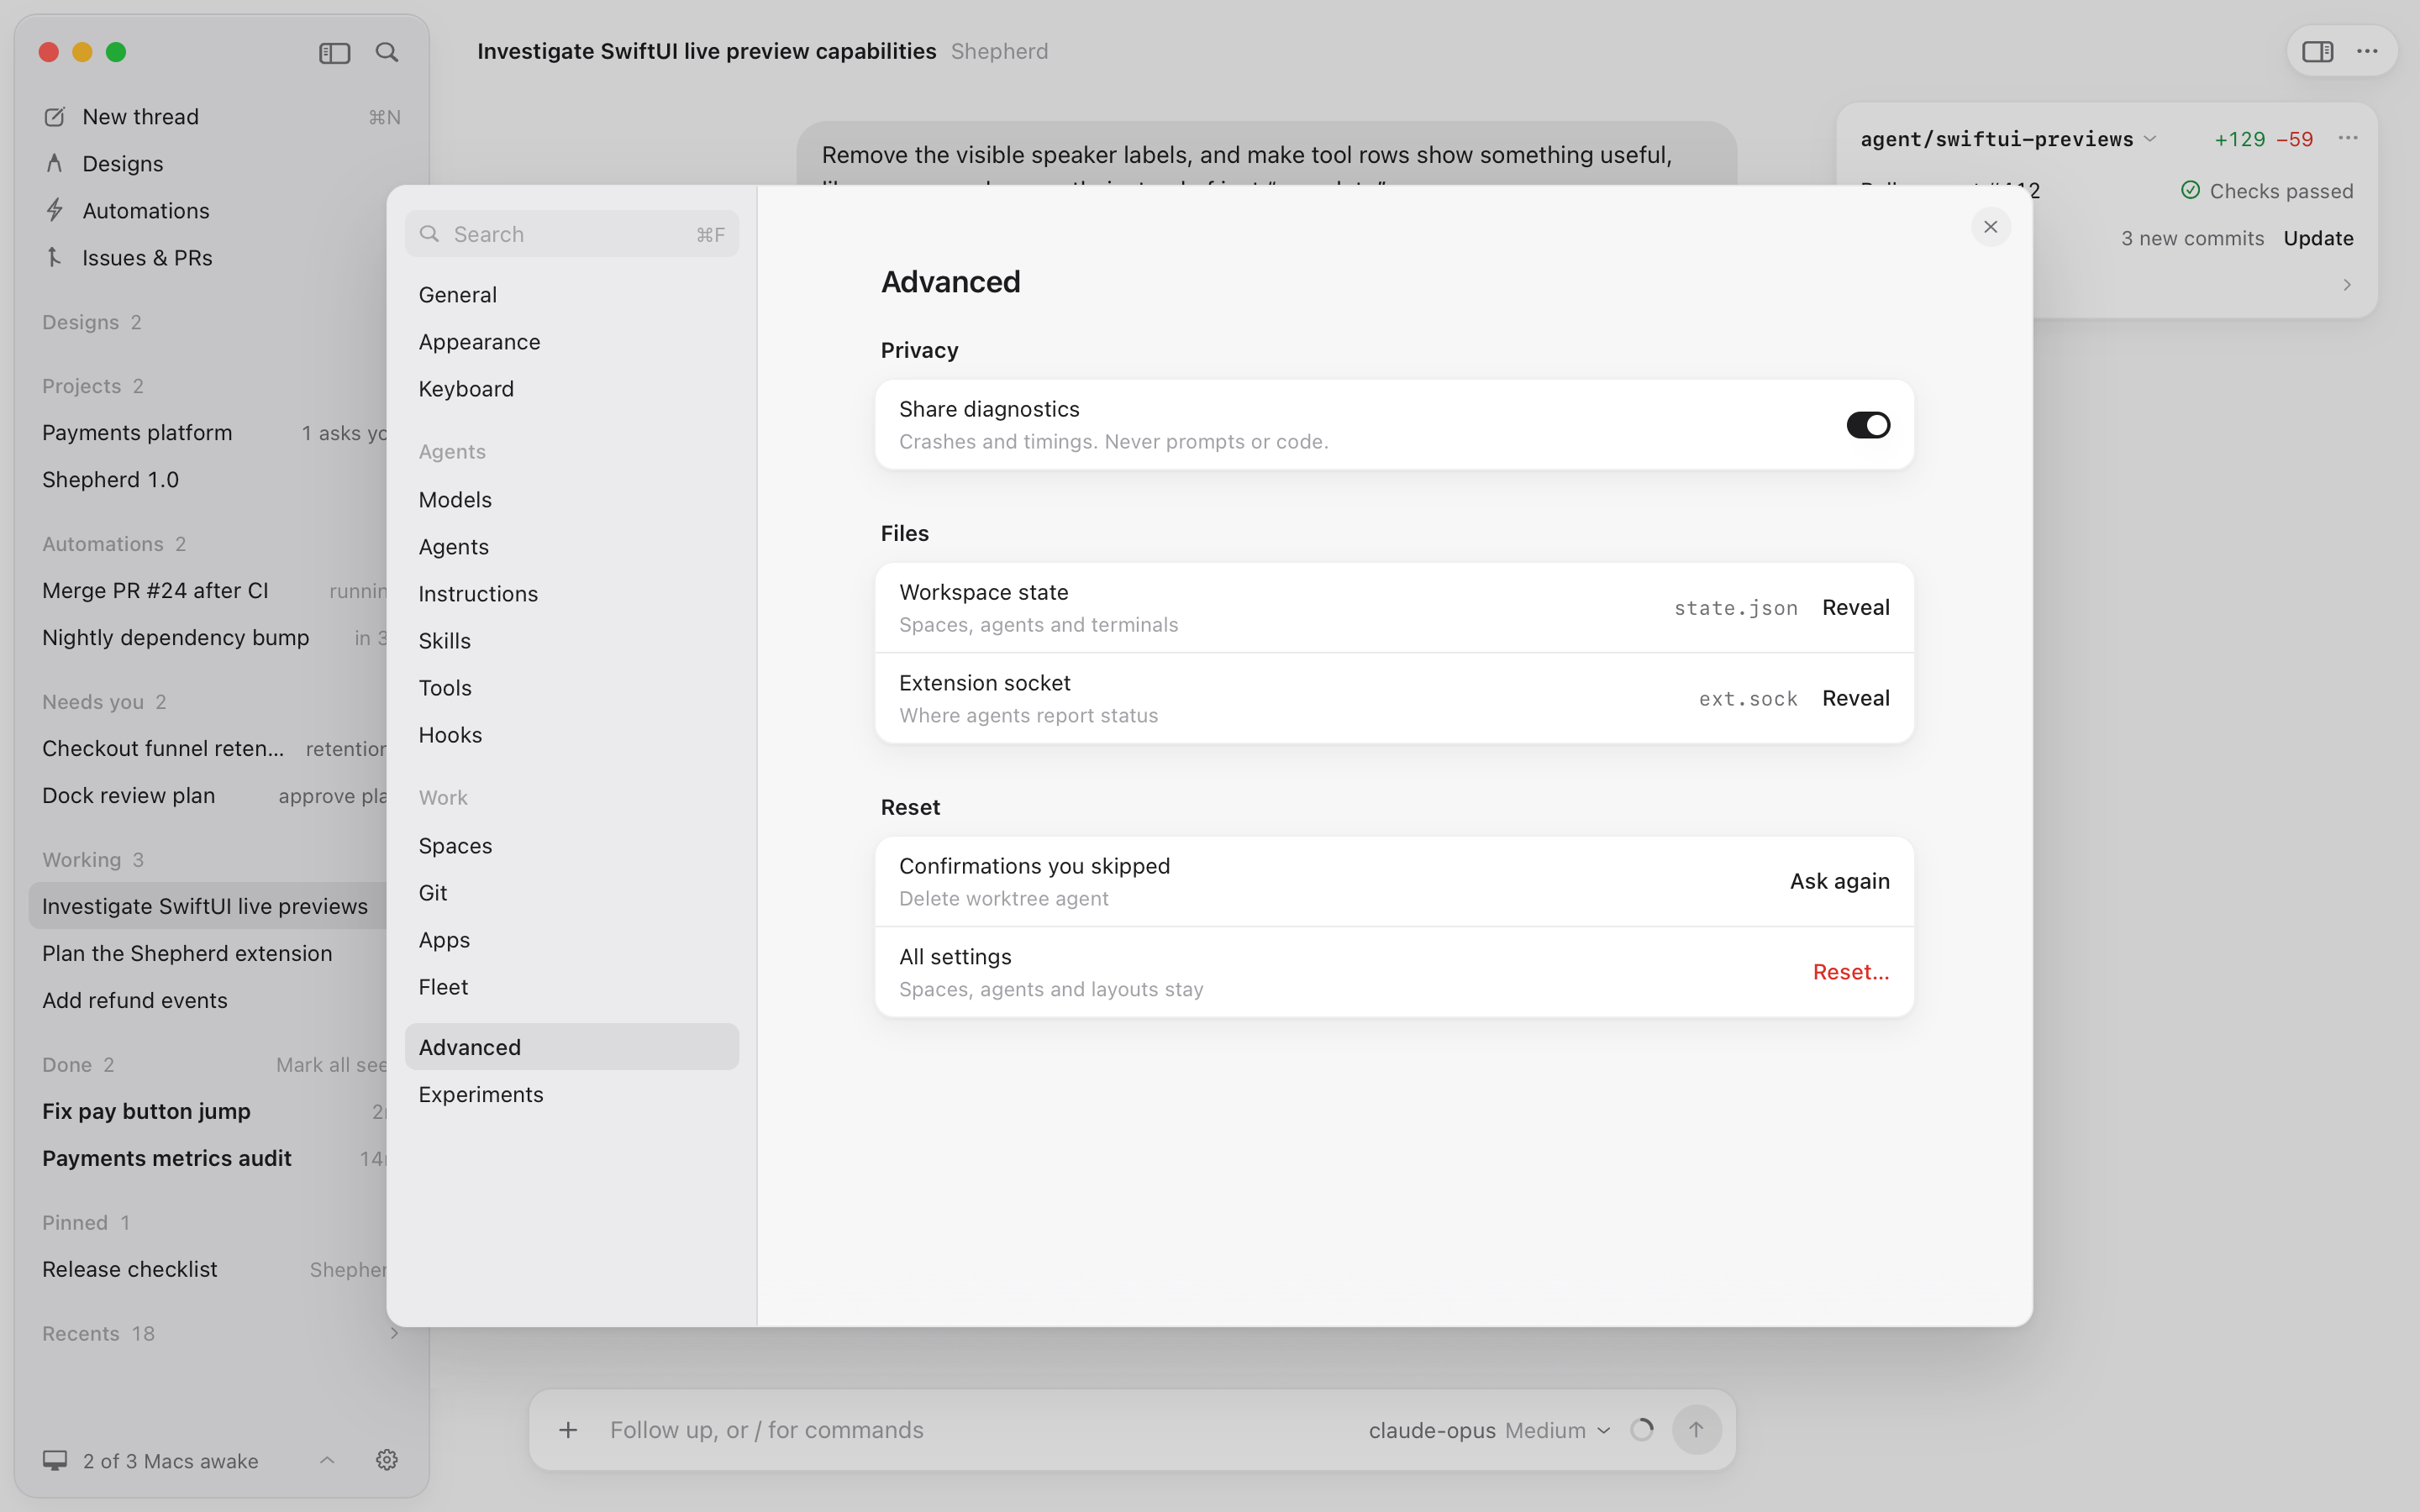 Investigate SwiftUI live preview capabilities Shepherd
New thread ⌘N
Designs
Automations
Issues & PRs
Designs 2
Projects 2
Payments platform 1 asks
Shepherd 1.0
Automations 2
Merge PR #24 after CI
Nightly dependency bump in
Needs you 2
Checkout funnel reten...
Dock review plan approve
Working 3
Investigate SwiftUI live previews
Plan the Shepherd extension
Add refund events
Done 2 Mark all
Fix pay button jump
Payments metrics audit
Pinned 1
Release checklist
Recents 18
2 of 3 Macs awake
Remove the visible speaker labels, and make tool rows show something useful,
agent/swiftui-previews +129 −59
Checks passed
3 new commits Update
Search ⌘F
General
Appearance
Keyboard
Agents
Models
Agents
Instructions
Skills
Tools
Hooks
Work
Spaces
Git
Apps
Fleet
Advanced
Experiments
Advanced
Privacy
Share diagnostics
Crashes and timings. Never prompts or code.
Files
Workspace state
Spaces, agents and terminals
state.json Reveal
Extension socket
Where agents report status
ext.sock Reveal
Reset
Confirmations you skipped
Delete worktree agent
Ask again
All settings
Spaces, agents and layouts stay
Reset...
Follow up, or / for commands
claude-opus Medium